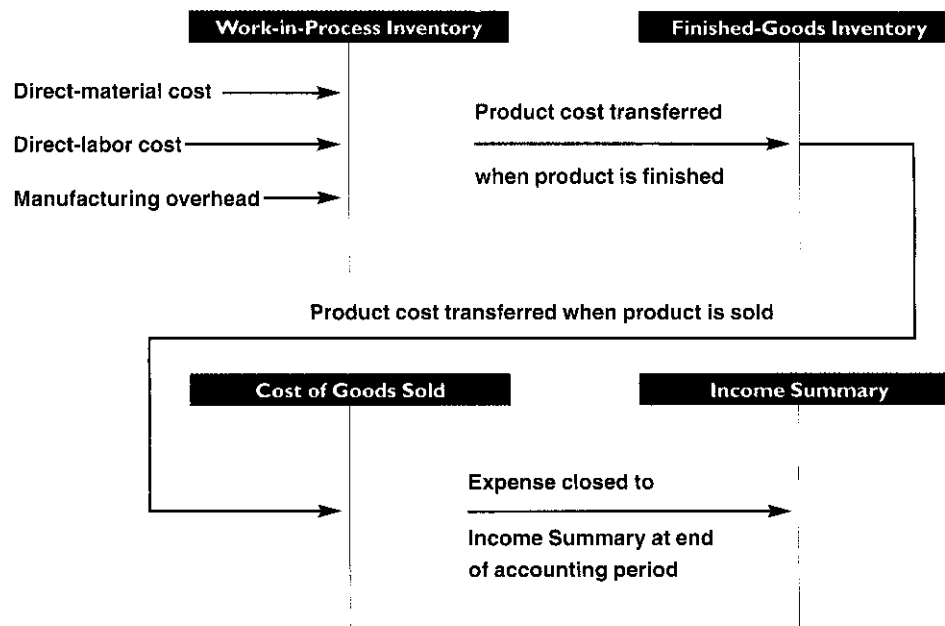 Work-in-Process Inventory
Finished-Goods Inventory
Direct-material cost
Direct-labor cost
Manufacturing overhead
Product cost transferred
when product is finished
Product cost transferred when product is sold
Cost of Goods Sold
Income Summary
Expense closed to
Income Summary at end
of accounting period